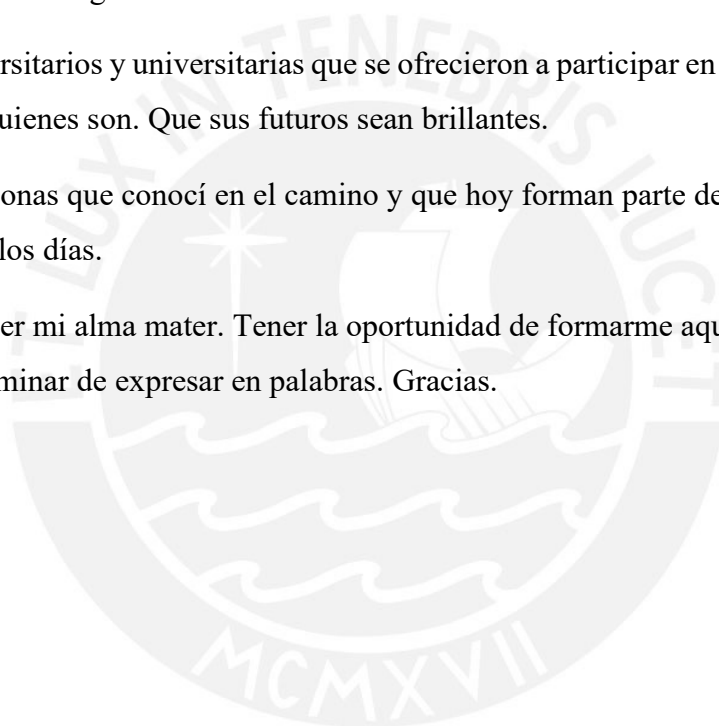 rsitarios y universitarias que se ofrecieron a participar en
uienes son. Que sus futuros sean brillantes.
onas que conocí en el camino y que hoy forman parte de
los días.
er mi alma mater. Tener la oportunidad de formarme aqu
minar de expresar en palabras. Gracias.
ET LUX IN TENEBRIS LUCET
MCMXVII